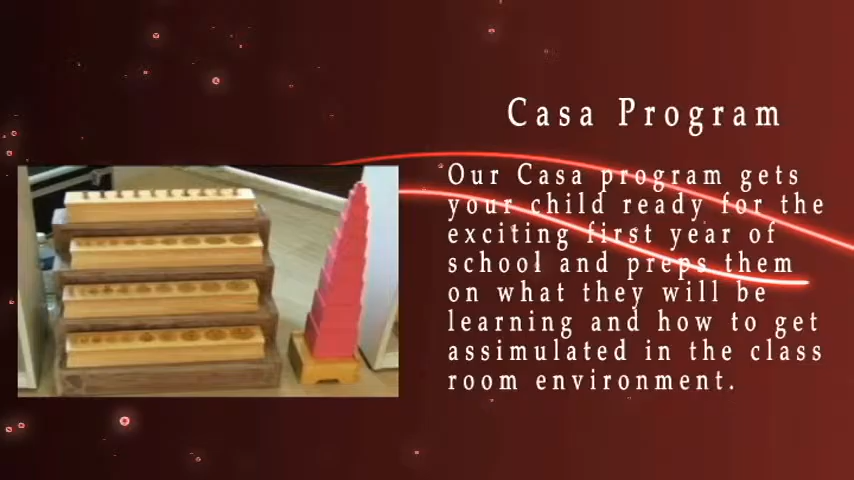 Casa Program
Our Casa program gets
your child ready for the
exciting first year of
school and preps them
on what they will be
learning and how to get
assimulated in the class
room environment.